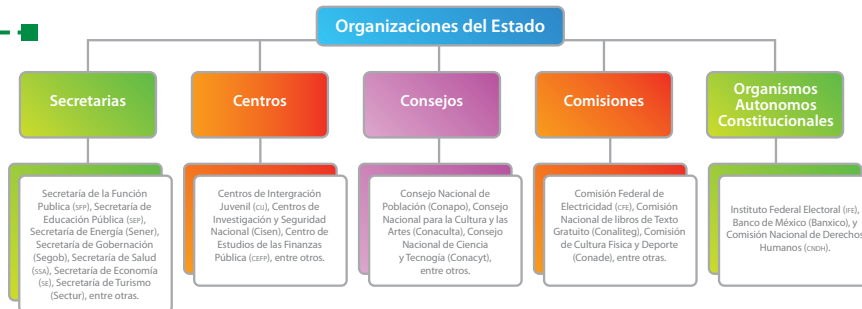 Organizaciones del Estado
Secretarias
Centros
Consejos
Comisiones
Organismos
Autonomos
Constitucionales
Secretaría de la Función
Publica (SFP), Secretaría de
Educación Pública (SEP),
Secretaría de Energía (Sener),
Secretaría de Gobernación
(Segob), Secretaría de Salud
(SSA), Secretaría de Economía
(SE), Secretaría de Turismo
(Sectur), entre otras.
Centros de Intergración
Juvenil (CIJ), Centros de
Investigación y Seguridad
Nacional (Cisen), Centro de
Estudios de las Finanzas
Pública (CEFP), entre otros.
Consejo Nacional de
Población (Conapo), Consejo
Nacional para la Cultura y las
Artes (Conaculta), Consejo
Nacional de Ciencia
y Tecnogía (Conacyt),
entre otros.
Comisión Federal de
Electricidad (CFE), Comisión
Nacional de libros de Texto
Gratuito (Conaliteg), Comisión
de Cultura Fisica y Deporte
(Conade), entre otras.
Instituto Federal Electoral (IFE),
Banco de México (Banxico), y
Comisión Nacional de Derechos
Humanos (CNDH).